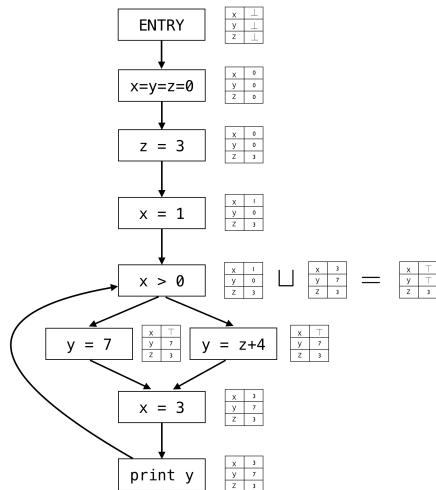 ENTRY
x ⊥
y ⊥
z ⊥
x=y=z=0
x 0
y 0
z 0
z = 3
x 0
y 0
z 3
x = 1
x 1
y 0
z 3
x > 0
x 1
y 0
z 3
⊔
x 3
y 7
z 3
=
x ⊤
y ⊤
z 3
y = 7
x ⊤
y 7
z 3
y = z+4
x ⊤
y 7
z 3
x = 3
x 3
y 7
z 3
print y
x 3
y 7
z 3